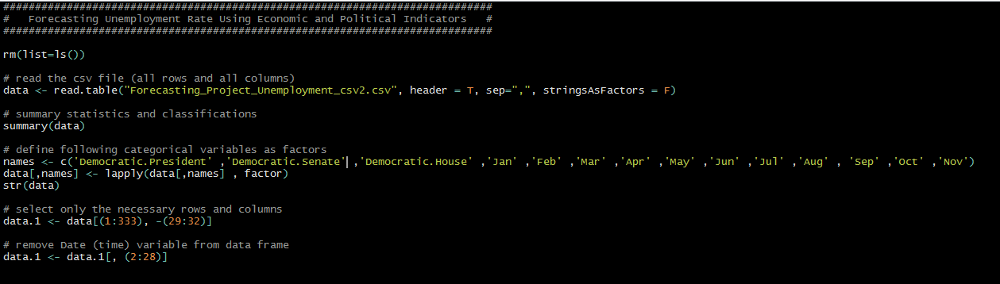 #############################################################################
#   Forecasting Unemployment Rate Using Economic and Political Indicators   #
#############################################################################
rm(list=ls())
# read the csv file (all rows and all columns)
data <- read.table("Forecasting_Project_Unemployment_csv2.csv", header = T, sep=",", stringsAsFactors = F)
# summary statistics and classifications
summary(data)
# define following categorical variables as factors
names <- c('Democratic.President' ,'Democratic.Senate' ,'Democratic.House' ,'Jan' ,'Feb' ,'Mar' ,'Apr' ,'May' ,'Jun' ,'Jul' ,'Aug' , 'Sep' ,'Oct' ,'Nov')
data[,names] <- lapply(data[,names] , factor)
str(data)
# select only the necessary rows and columns
data.1 <- data[(1:333), -(29:32)]
# remove Date (time) variable from data frame
data.1 <- data.1[, (2:28)]